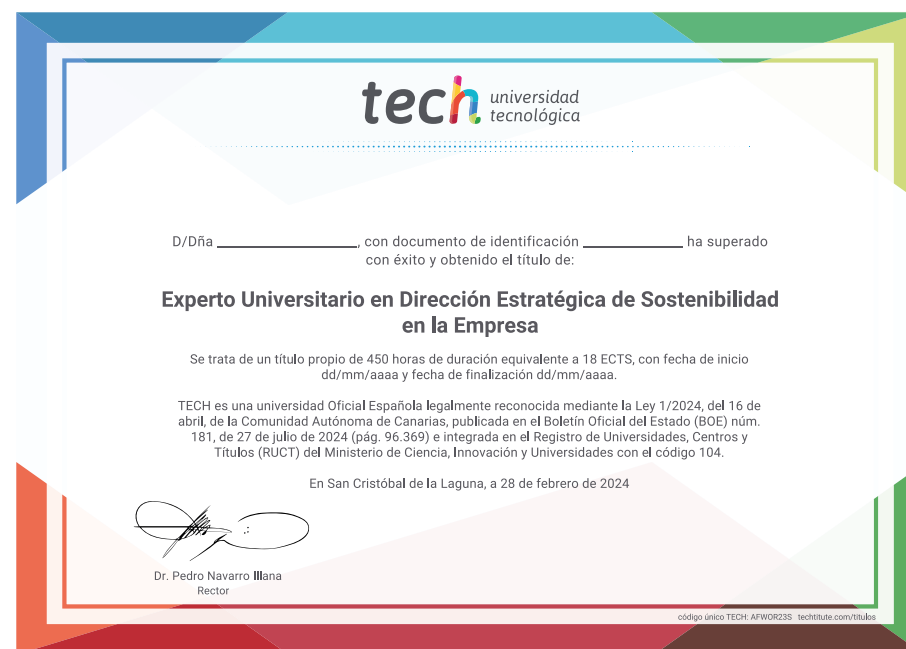 tech universidad
tecnológica
D/Dña ____________, con documento de identificación ____________ ha superado
con éxito y obtenido el título de:
Experto Universitario en Dirección Estratégica de Sostenibilidad
en la Empresa
Se trata de un título propio de 450 horas de duración equivalente a 18 ECTS, con fecha de inicio
dd/mm/aaaa y fecha de finalización dd/mm/aaaa.
TECH es una universidad Oficial Española legalmente reconocida mediante la Ley 1/2024, del 16 de
abril, de la Comunidad Autónoma de Canarias, publicada en el Boletín Oficial del Estado (BOE) núm.
181, de 27 de julio de 2024 (pág. 96.369) e integrada en el Registro de Universidades, Centros y
Títulos (RUCT) del Ministerio de Ciencia, Innovación y Universidades con el código 104.
En San Cristóbal de la Laguna, a 28 de febrero de 2024
Dr. Pedro Navarro Illana
Rector
código único TECH: AFWOR23S techtitute.com/titulos